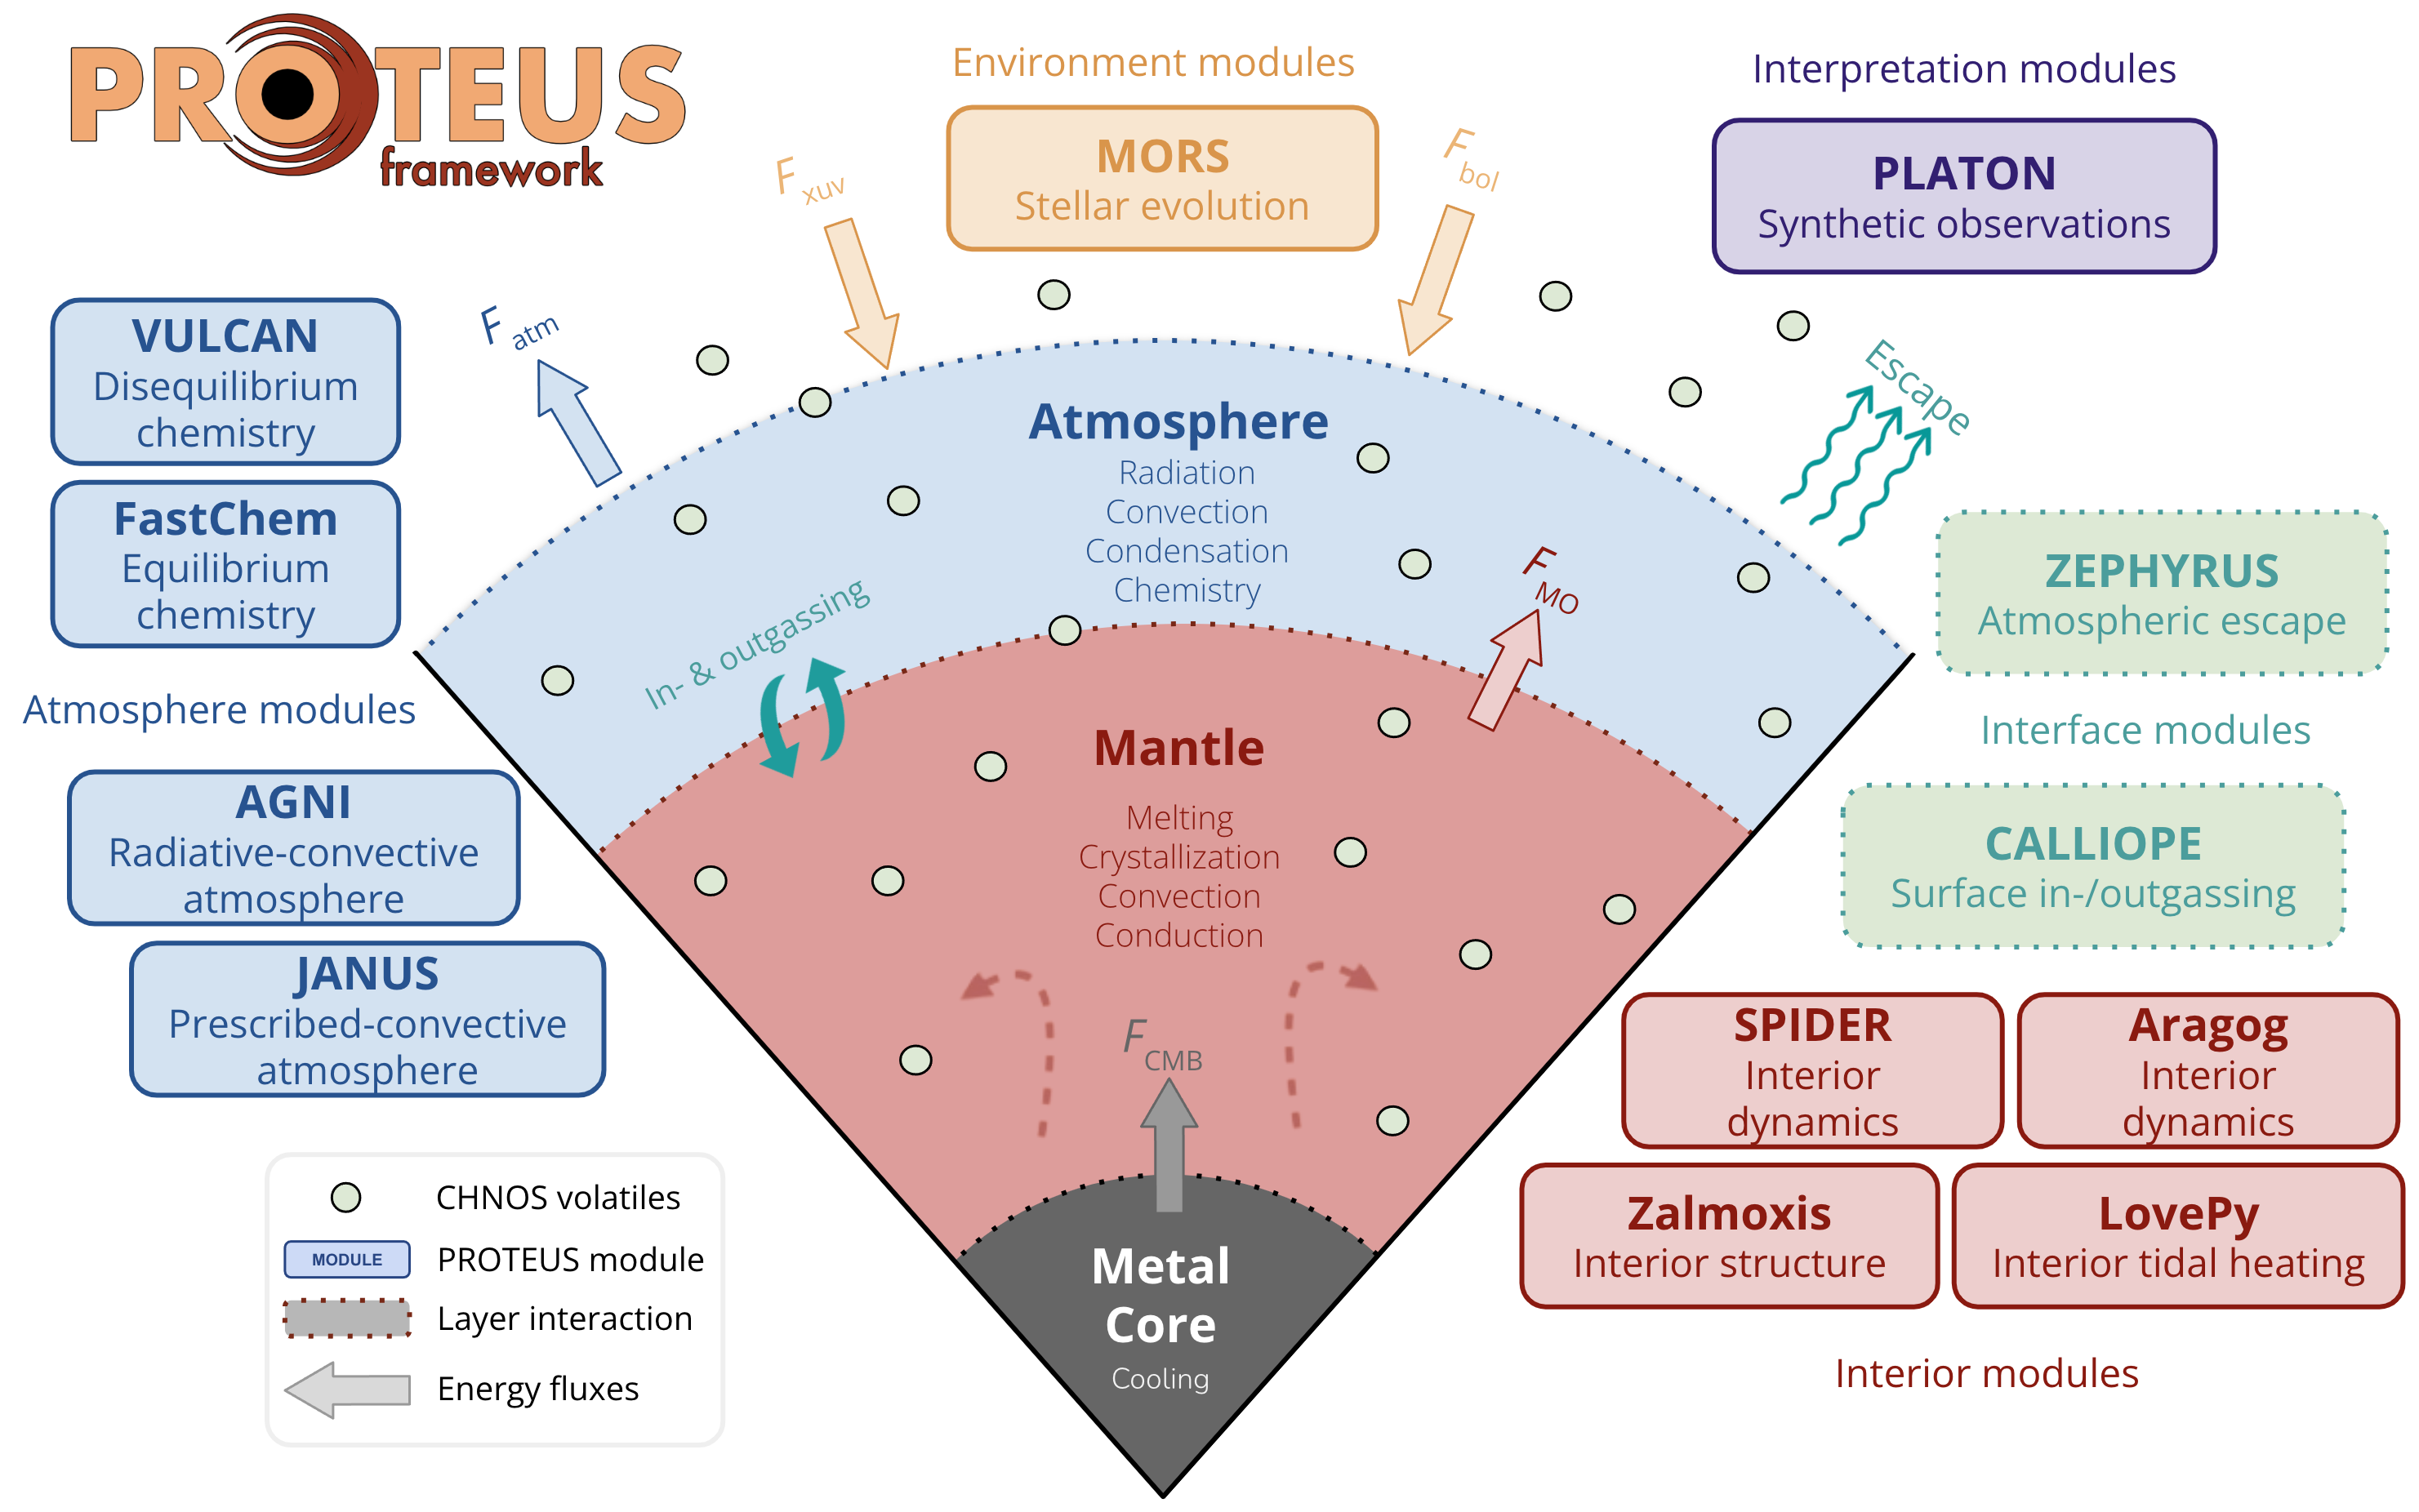 PROTEUS
framework
Environment modules
MORS
Stellar evolution
Interpretation modules
PLATON
Synthetic observations
F xuv
F bol
F atm
Escape
VULCAN
Disequilibrium
chemistry
FastChem
Equilibrium
chemistry
Atmosphere modules
AGNI
Radiative-convective
atmosphere
JANUS
Prescribed-convective
atmosphere
Atmosphere
Radiation
Convection
Condensation
Chemistry
In- & outgassing
F MO
Mantle
Melting
Crystallization
Convection
Conduction
F CMB
Metal
Core
Cooling
ZEPHYRUS
Atmospheric escape
Interface modules
CALLIOPE
Surface in-/outgassing
SPIDER
Interior
dynamics
Aragog
Interior
dynamics
Zalmoxis
Interior structure
LovePy
Interior tidal heating
Interior modules
CHNOS volatiles
MODULE
PROTEUS module
Layer interaction
Energy fluxes